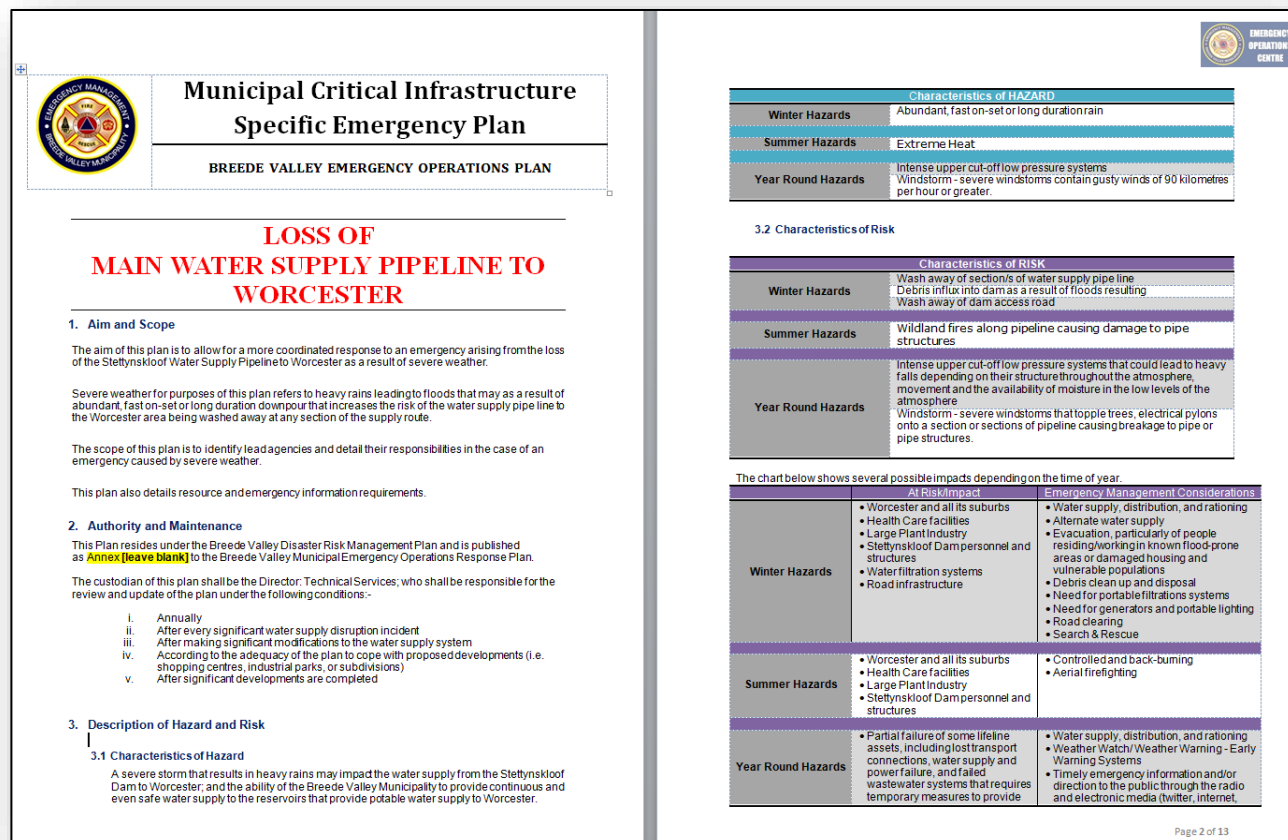 Municipal Critical Infrastructure
Specific Emergency Plan
BREEDE VALLEY EMERGENCY OPERATIONS PLAN
EMERGENCY MANAGEMENT
FIRE
RESCUE
BREEDE VALLEY MUNICIPALITY
LOSS OF
MAIN WATER SUPPLY PIPELINE TO
WORCESTER
1. Aim and Scope
The aim of this plan is to allow for a more coordinated response to an emergency arising from the loss
of the Stettynskloof Water Supply Pipeline to Worcester as a result of severe weather.
Severe weather for purposes of this plan refers to heavy rains leading to floods that may as a result of
abundant, fast on-set or long duration downpour that increases the risk of the water supply pipe line to
the Worcester area being washed away at any section of the supply route.
The scope of this plan is to identify lead agencies and detail their responsibilities in the case of an
emergency caused by severe weather.
This plan also details resource and emergency information requirements.
2. Authority and Maintenance
This Plan resides under the Breede Valley Disaster Risk Management Plan and is published
as Annex [leave blank] to the Breede Valley Municipal Emergency Operations Response Plan.
The custodian of this plan shall be the Director: Technical Services; who shall be responsible for the
review and update of the plan under the following conditions:-
i. Annually
ii. After every significant water supply disruption incident
iii. After making significant modifications to the water supply system
iv. According to the adequacy of the plan to cope with proposed developments (i.e.
shopping centres, industrial parks, or subdivisions)
v. After significant developments are completed
3. Description of Hazard and Risk
3.1 Characteristics of Hazard
A severe storm that results in heavy rains may impact the water supply from the Stettynskloof
Dam to Worcester; and the ability of the Breede Valley Municipality to provide continuous and
even safe water supply to the reservoirs that provide potable water supply to Worcester.
EMERGENCY
OPERATION
CENTRE
Characteristics of HAZARD
Winter Hazards
Abundant, fast on-set or long duration rain
Summer Hazards
Extreme Heat
Year Round Hazards
Intense upper cut-off low pressure systems
Windstorm - severe windstorms contain gusty winds of 90 kilometres
per hour or greater.
3.2 Characteristics of Risk
Characteristics of RISK
Winter Hazards
Wash away of section/s of water supply pipe line
Debris influx into dam as a result of floods resulting
Wash away of dam access road
Summer Hazards
Wildland fires along pipeline causing damage to pipe
structures
Year Round Hazards
Intense upper cut-off low pressure systems that could lead to heavy
falls depending on their structure throughout the atmosphere,
movement and the availability of moisture in the low levels of the
atmosphere
Windstorm - severe windstorms that topple trees, electrical pylons
onto a section or sections of pipeline causing breakage to pipe or
pipe structures.
The chart below shows several possible impacts depending on the time of year.
At Risk/Impact
Emergency Management Considerations
Winter Hazards
• Worcester and all its suburbs
• Health Care facilities
• Large Plant Industry
• Stettynskloof Dam personnel and
structures
• Water filtration systems
• Road infrastructure
• Water supply, distribution, and rationing
• Alternate water supply
• Evacuation, particularly of people
residing/working in known flood-prone
areas or damaged housing and
vulnerable populations
• Debris clean up and disposal
• Need for portable filtrations systems
• Need for generators and portable lighting
• Road clearing
• Search & Rescue
Summer Hazards
• Worcester and all its suburbs
• Health Care facilities
• Large Plant Industry
• Stettynskloof Dam personnel and
structures
• Controlled and back-burning
• Aerial firefighting
Year Round Hazards
• Partial failure of some lifeline
assets, including lost transport
connections, water supply and
power failure, and failed
wastewater systems that requires
temporary measures to provide
• Water supply, distribution, and rationing
• Weather Watch/ Weather Warning - Early
Warning Systems
• Timely emergency information and/or
direction to the public through the radio
and electronic media (twitter, internet,
Page 2 of 13